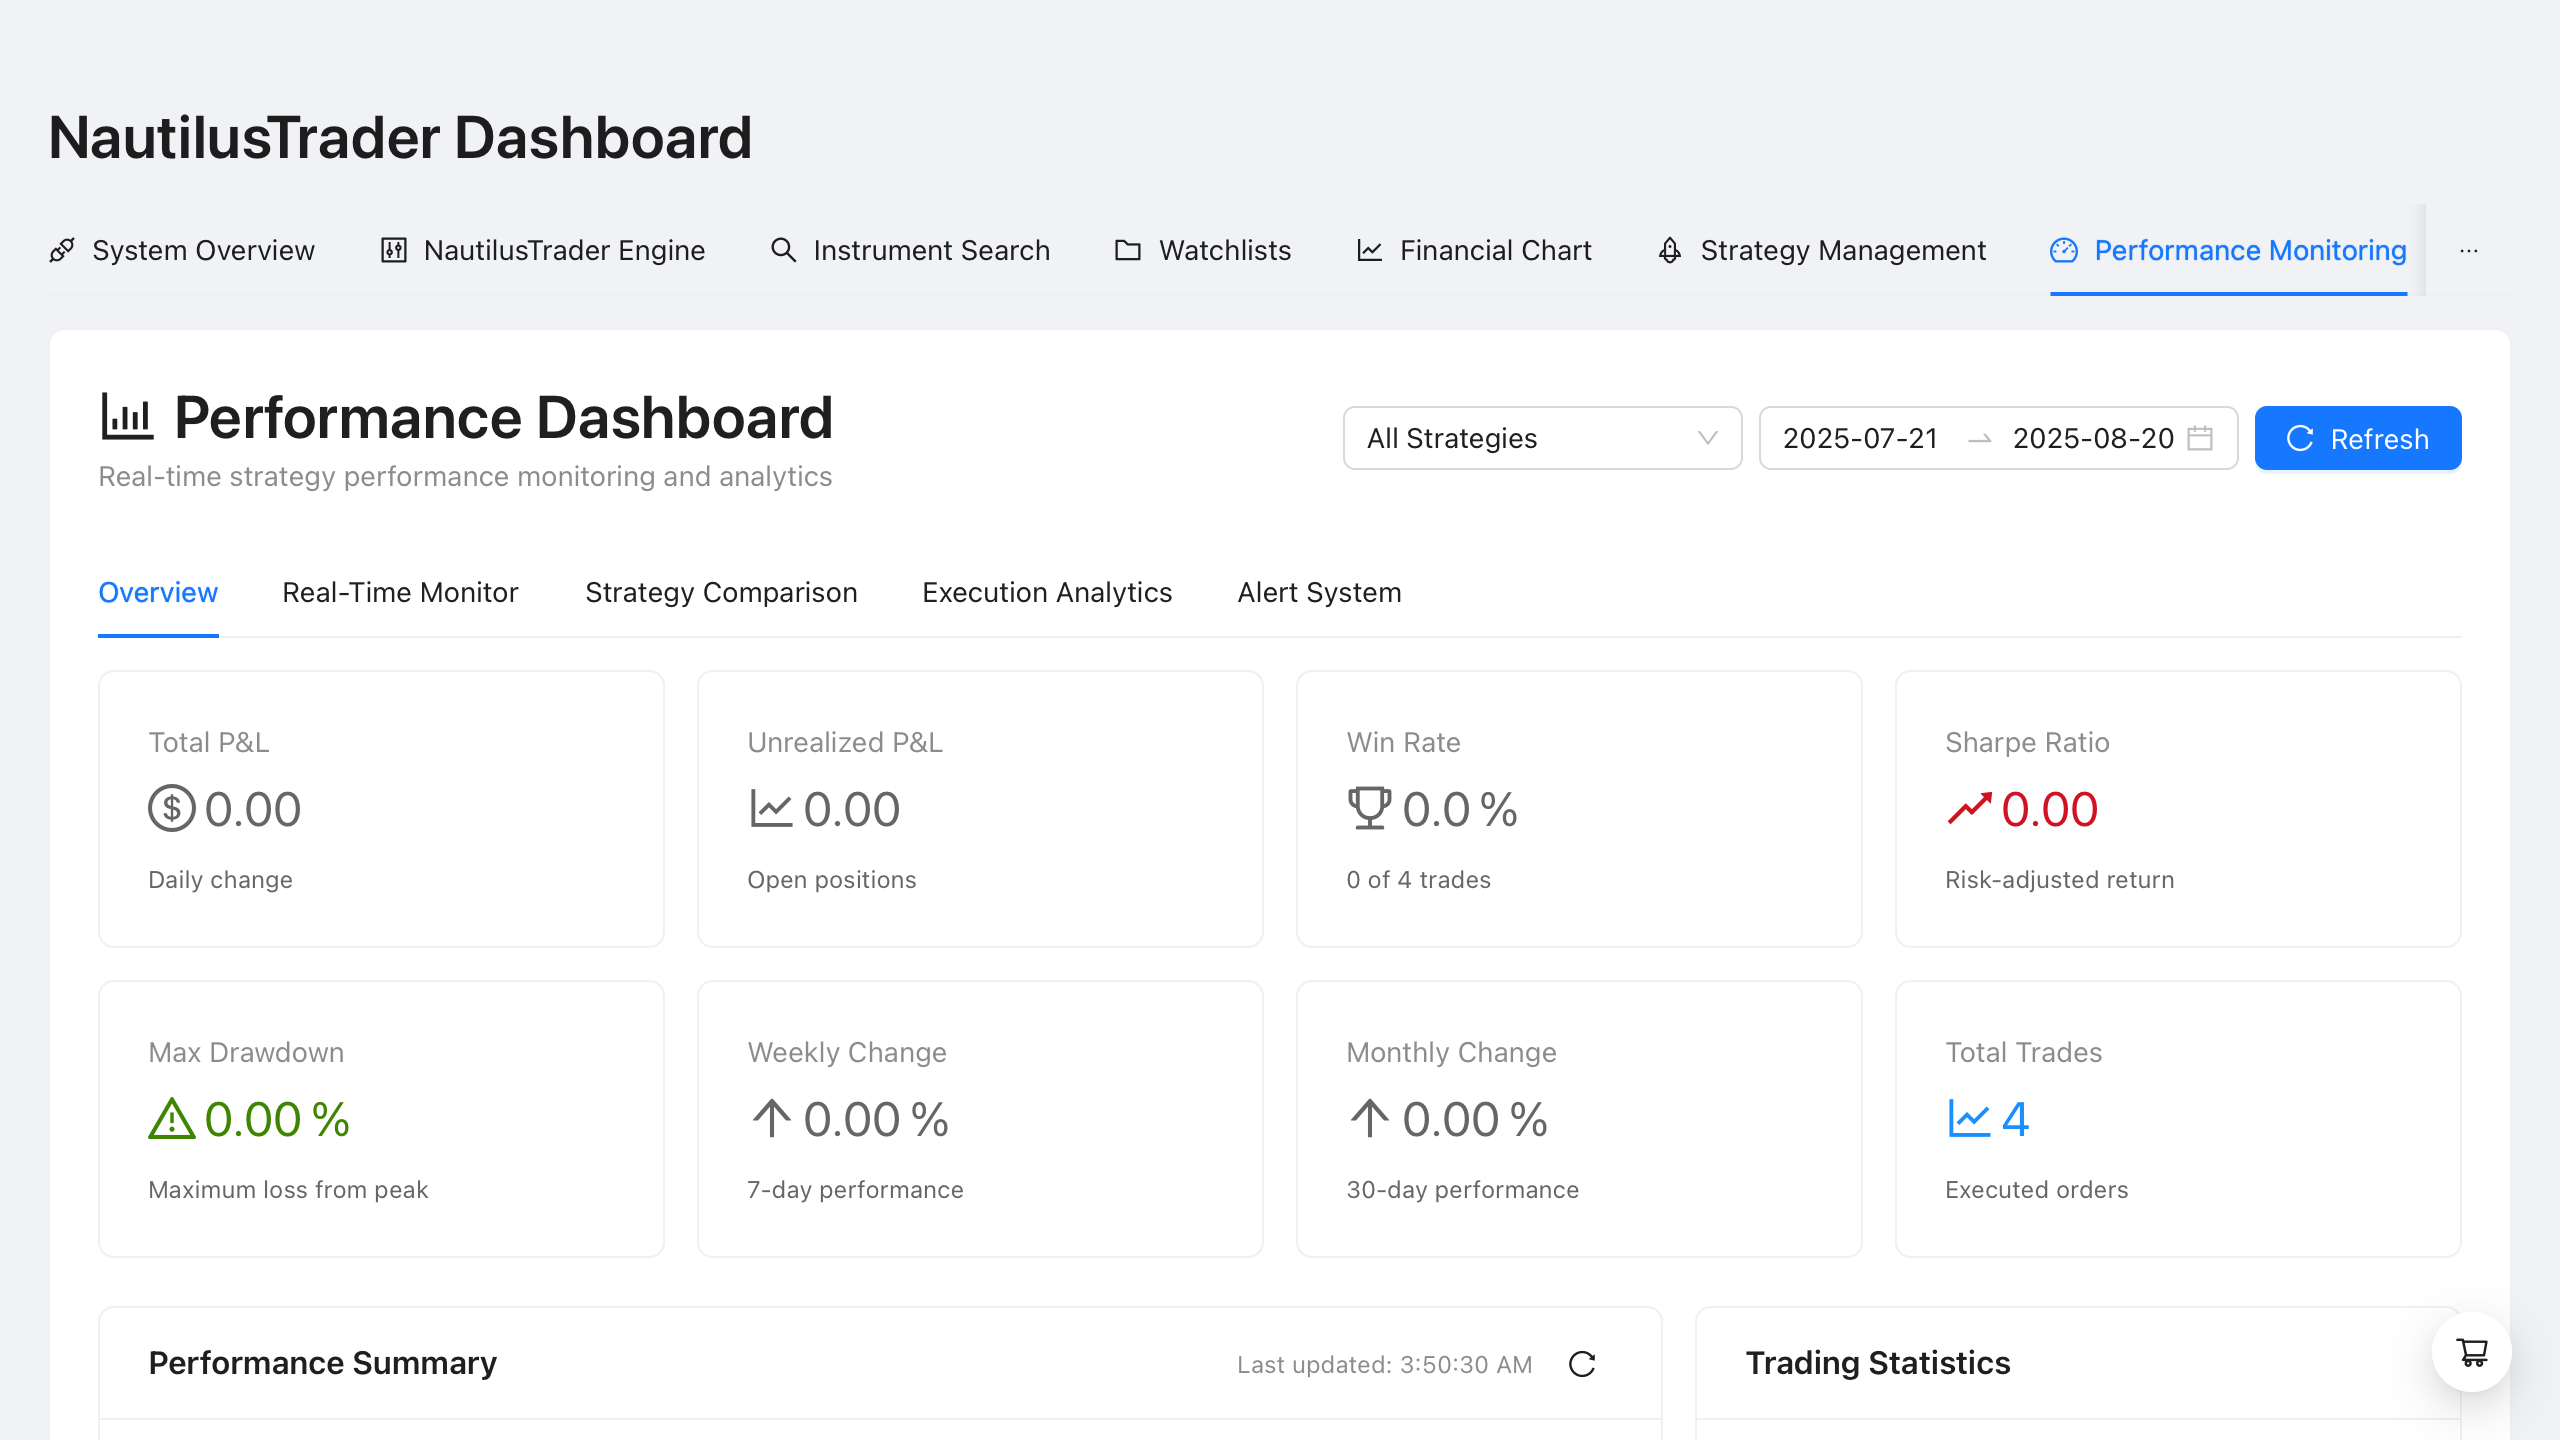 NautilusTrader Dashboard
System Overview NautilusTrader Engine Instrument Search Watchlists Financial Chart Strategy Management Performance Monitoring ···
Performance Dashboard
Real-time strategy performance monitoring and analytics
All Strategies 2025-07-21 → 2025-08-20 Refresh
Overview Real-Time Monitor Strategy Comparison Execution Analytics Alert System
Total P&L
$ 0.00
Daily change
Unrealized P&L
0.00
Open positions
Win Rate
0.0 %
0 of 4 trades
Sharpe Ratio
0.00
Risk-adjusted return
Max Drawdown
0.00 %
Maximum loss from peak
Weekly Change
0.00 %
7-day performance
Monthly Change
0.00 %
30-day performance
Total Trades
4
Executed orders
Performance Summary Last updated: 3:50:30 AM
Trading Statistics